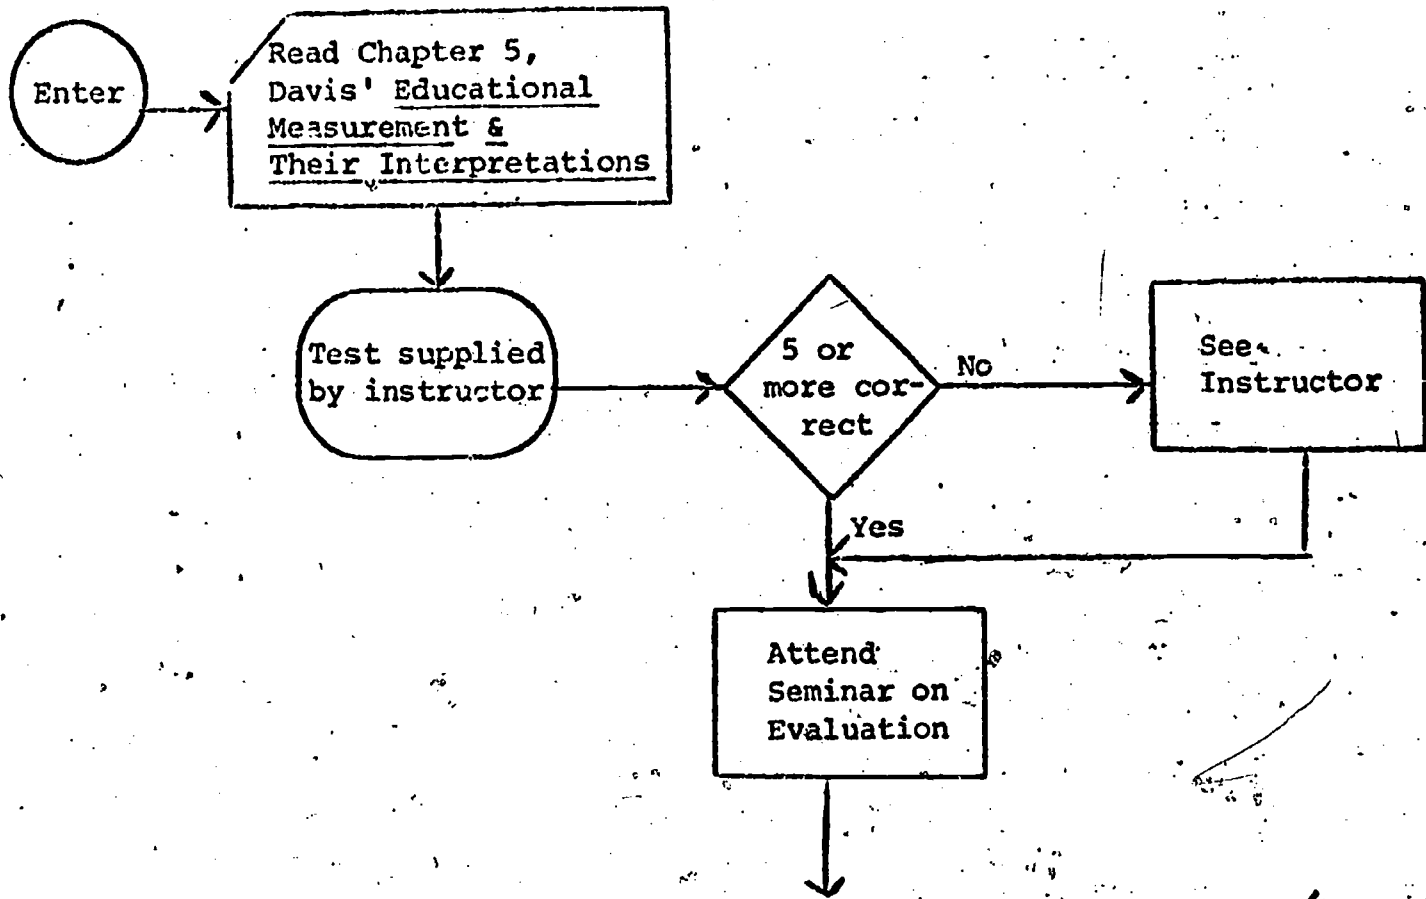 Enter
Read Chapter 5,
Davis' Educational
Measurement &
Their Interpretations
Test supplied
by instructor
5 or
more cor-
rect
No
See
Instructor
Yes
Attend
Seminar on
Evaluation